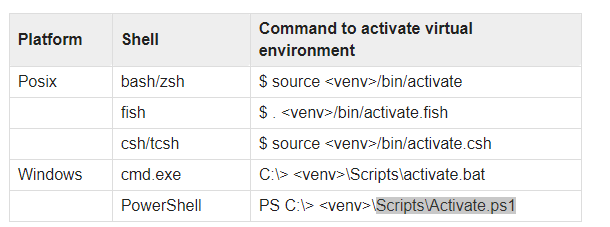 Platform Shell Command to activate virtual
environment
Posix bash/zsh $ source <venv>/bin/activate
fish $ . <venv>/bin/activate.fish
csh/tcsh $ source <venv>/bin/activate.csh
Windows cmd.exe C:\> <venv>\Scripts\activate.bat
PowerShell PS C:\> <venv>\Scripts\Activate.ps1